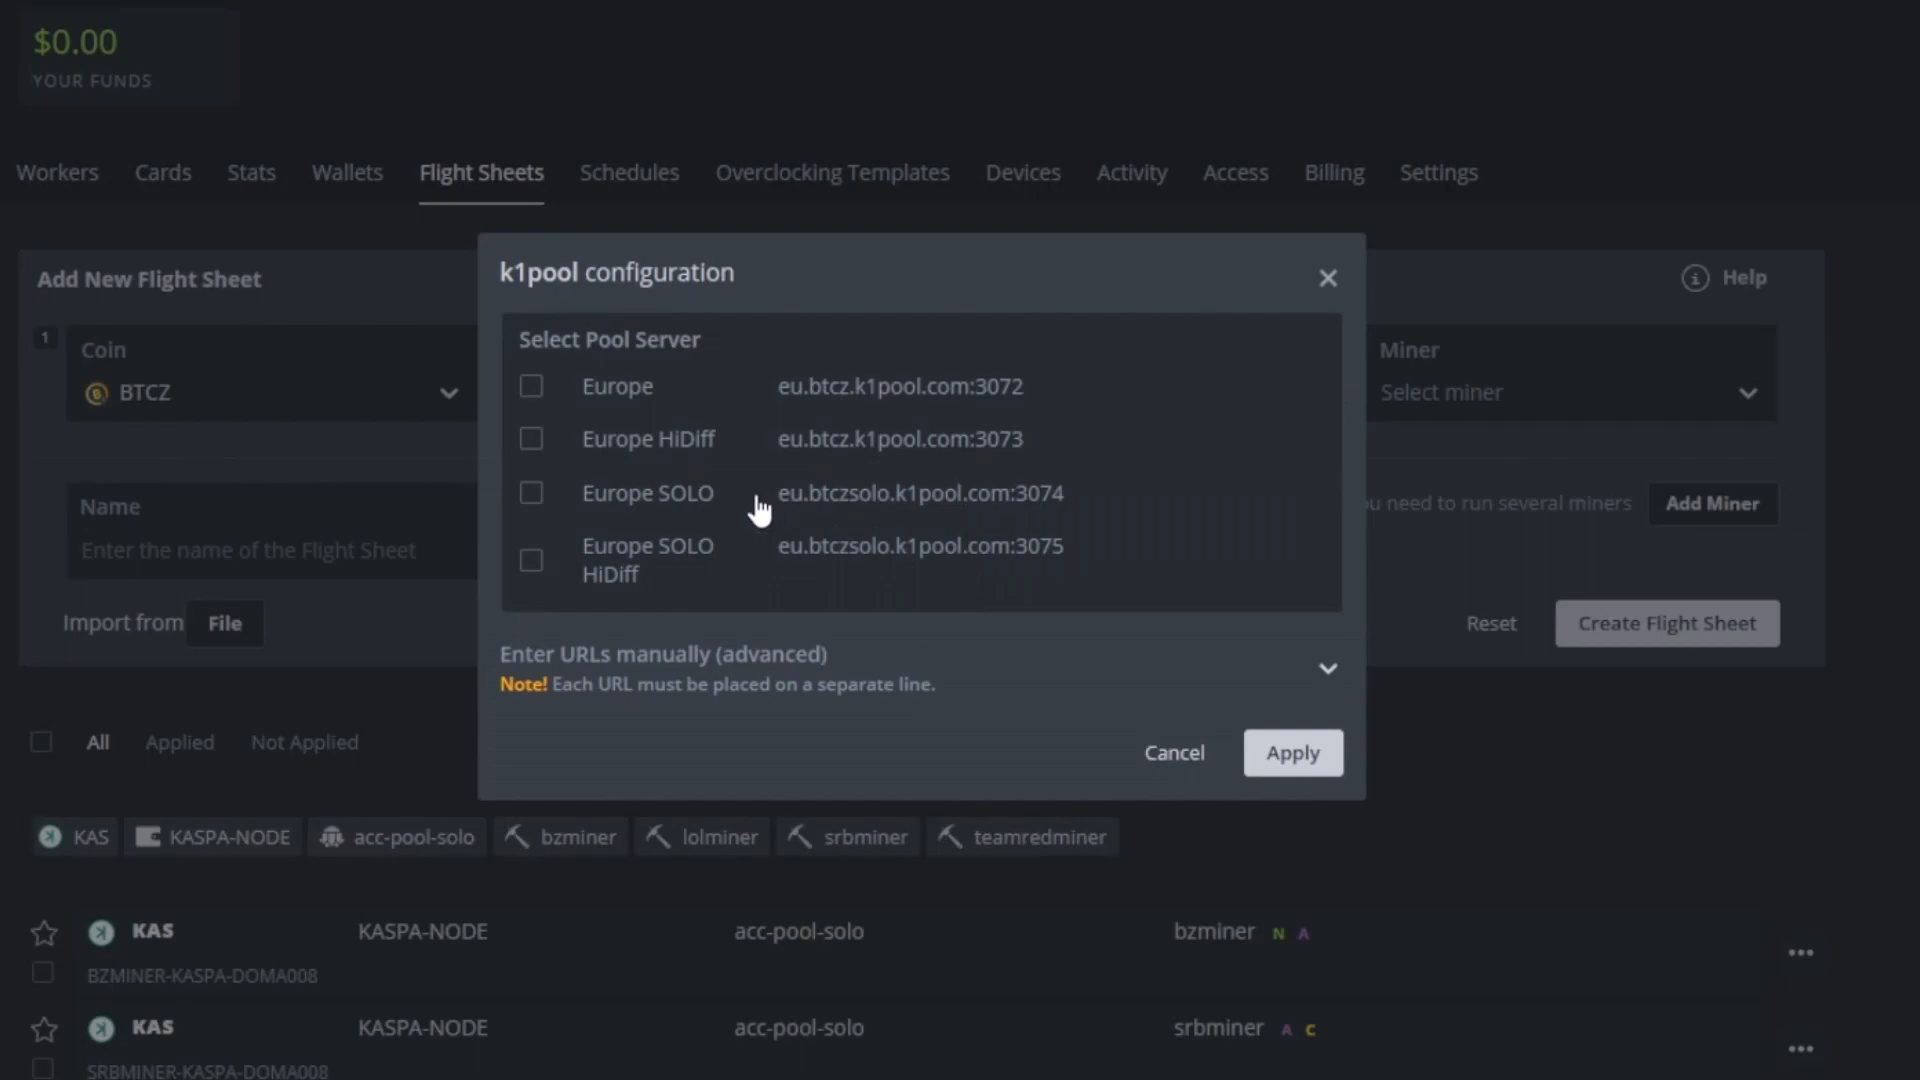 $0.00
YOUR FUNDS
Workers Cards Stats Wallets Flight Sheets Schedules Overclocking Templates Devices Activity Access Billing Settings
Add New Flight Sheet
Help
1
Coin
BTCZ
Name
Enter the name of the Flight Sheet
Import from File
k1pool configuration
Select Pool Server
Europe eu.btcz.k1pool.com:3072
Europe HiDiff eu.btcz.k1pool.com:3073
Europe SOLO eu.btczsolo.k1pool.com:3074
Europe SOLO eu.btczsolo.k1pool.com:3075
HiDiff
Enter URLs manually (advanced)
Note! Each URL must be placed on a separate line.
Cancel Apply
Miner
Select miner
need to run several miners Add Miner
Reset Create Flight Sheet
All Applied Not Applied
KAS KASPA-NODE acc-pool-solo bzminer lolminer srbminer teamredminer
KAS KASPA-NODE acc-pool-solo bzminer N A
BZMINER-KASPA-DOMA008
KAS KASPA-NODE acc-pool-solo srbminer A C
SRBMINER-KASPA-DOMA008